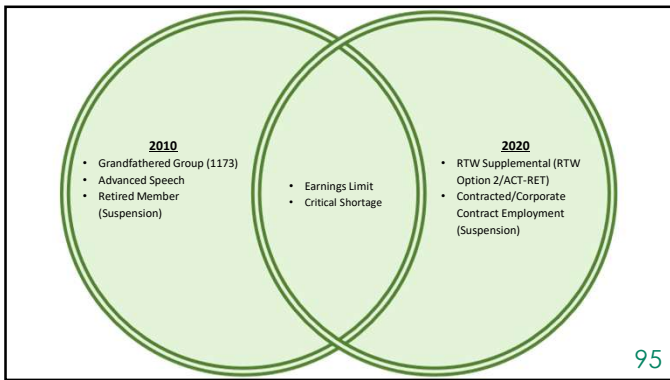 2010
• Grandfathered Group (1173)
• Advanced Speech
• Retired Member
(Suspension)
• Earnings Limit
• Critical Shortage
2020
• RTW Supplemental (RTW
Option 2/ACT-RET)
• Contracted/Corporate
Contract Employment
(Suspension)
95